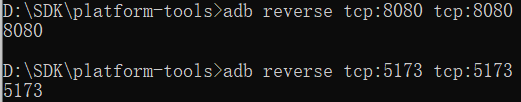 D:\SDK\platform-tools>adb reverse tcp:8080 tcp:8080
8080
D:\SDK\platform-tools>adb reverse tcp:5173 tcp:5173
5173